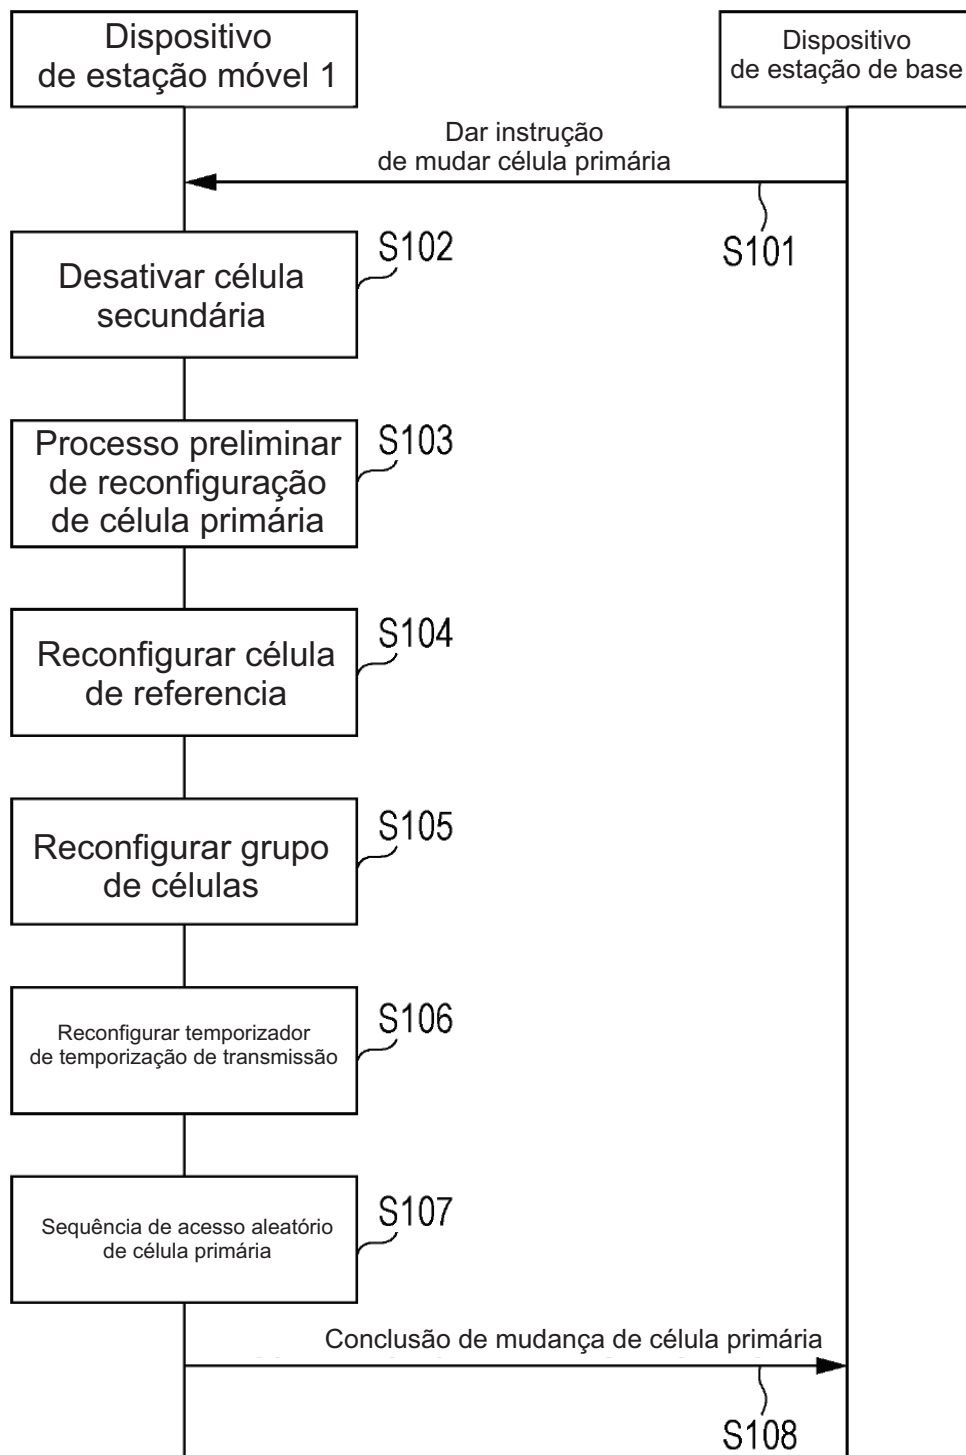 Dispositivo
de estação móvel 1
Dispositivo
de estação de base
Dar instrução
de mudar célula primária
S101
S102
Desativar célula
secundária
S103
Processo preliminar
de reconfiguração
de célula primária
S104
Reconfigurar célula
de referencia
S105
Reconfigurar grupo
de células
S106
Reconfigurar temporizador
de temporização de transmissão
S107
Sequência de acesso aleatório
de célula primária
Conclusão de mudança de célula primária
S108